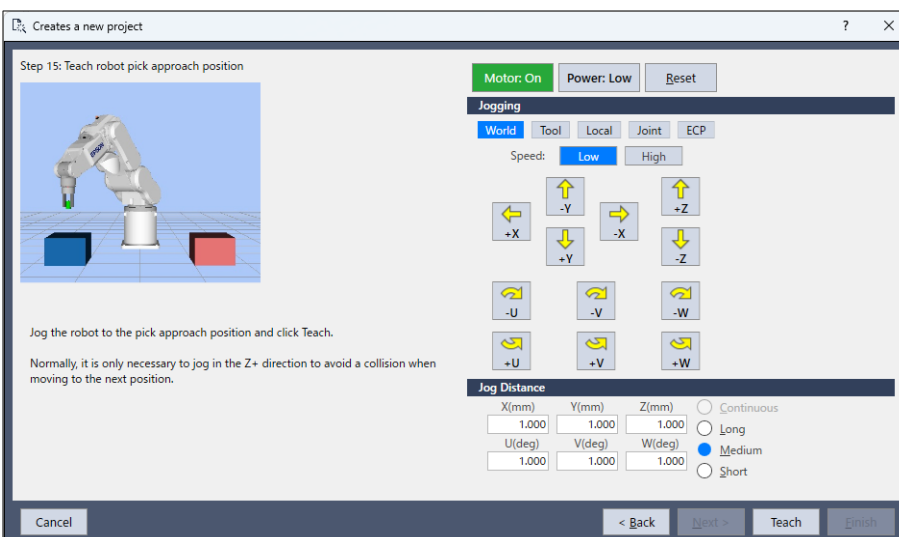 Creates a new project
?
Step 15: Teach robot pick approach position
EPSON
Jog the robot to the pick approach position and click Teach.
Normally, it is only necessary to jog in the Z+ direction to avoid a collision when
moving to the next position.
Motor: On Power: Low Reset
Jogging
World Tool Local Joint ECP
Speed: Low High
-Y +Z
+X -X
+Y -Z
-U -V -W
+U +V +W
Jog Distance
X(mm) Y(mm) Z(mm) Continuous
1.000 1.000 1.000 Long
U(deg) V(deg) W(deg) Medium
1.000 1.000 1.000 Short
Cancel < Back Next > Teach Finish